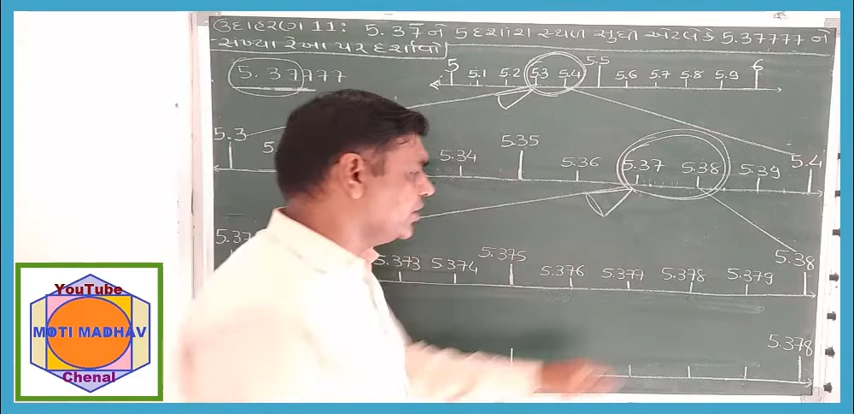 ઉદાહરણ 11: 5.37̄ ને 5 દશાંશ સ્થળ સુધી એટલે કે 5.37777 ને
સંખ્યા રેખા પર દર્શાવો
5.37777
5 5.1 5.2 5.3 5.4 5.5 5.6 5.7 5.8 5.9 6
5.3 5.34 5.35 5.36 5.37 5.38 5.39 5.4
5.37 5.373 5.374 5.375 5.376 5.377 5.378 5.379 5.38
5.378
YouTube
MOTI MADHAV
Chenal